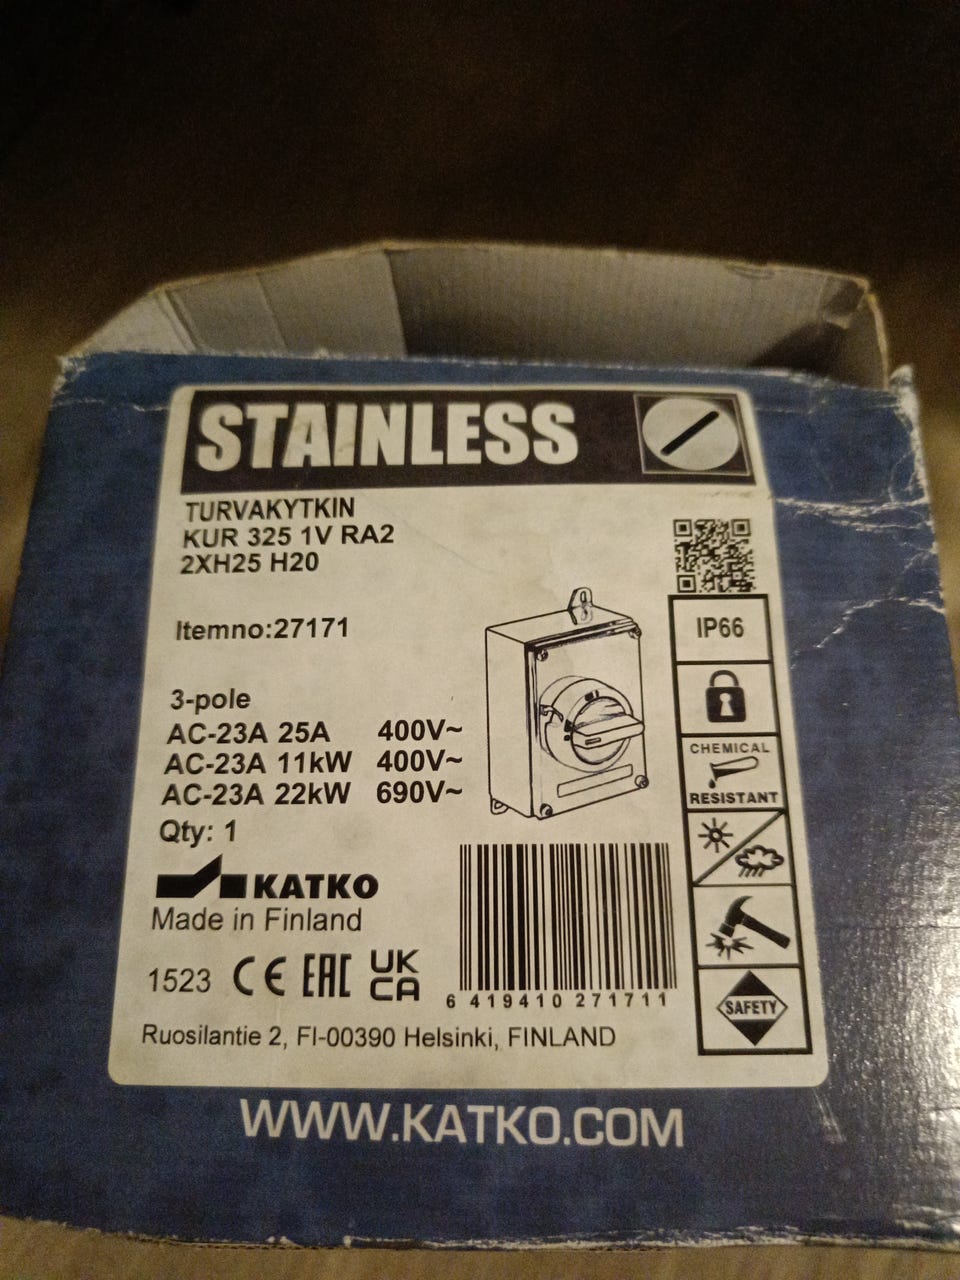 STAINLESS
TURVAKYTKIN
KUR 325 1V RA2
2XH25 H20
Itemno:27171
3-pole
AC-23A 25A 400V~
AC-23A 11kW 400V~
AC-23A 22kW 690V~
Qty: 1
KATKO
Made in Finland
1523 CE EAC UK CA
6 419410 271711
Ruosilantie 2, FI-00390 Helsinki, FINLAND
IP66
CHEMICAL
RESISTANT
SAFETY
WWW.KATKO.COM